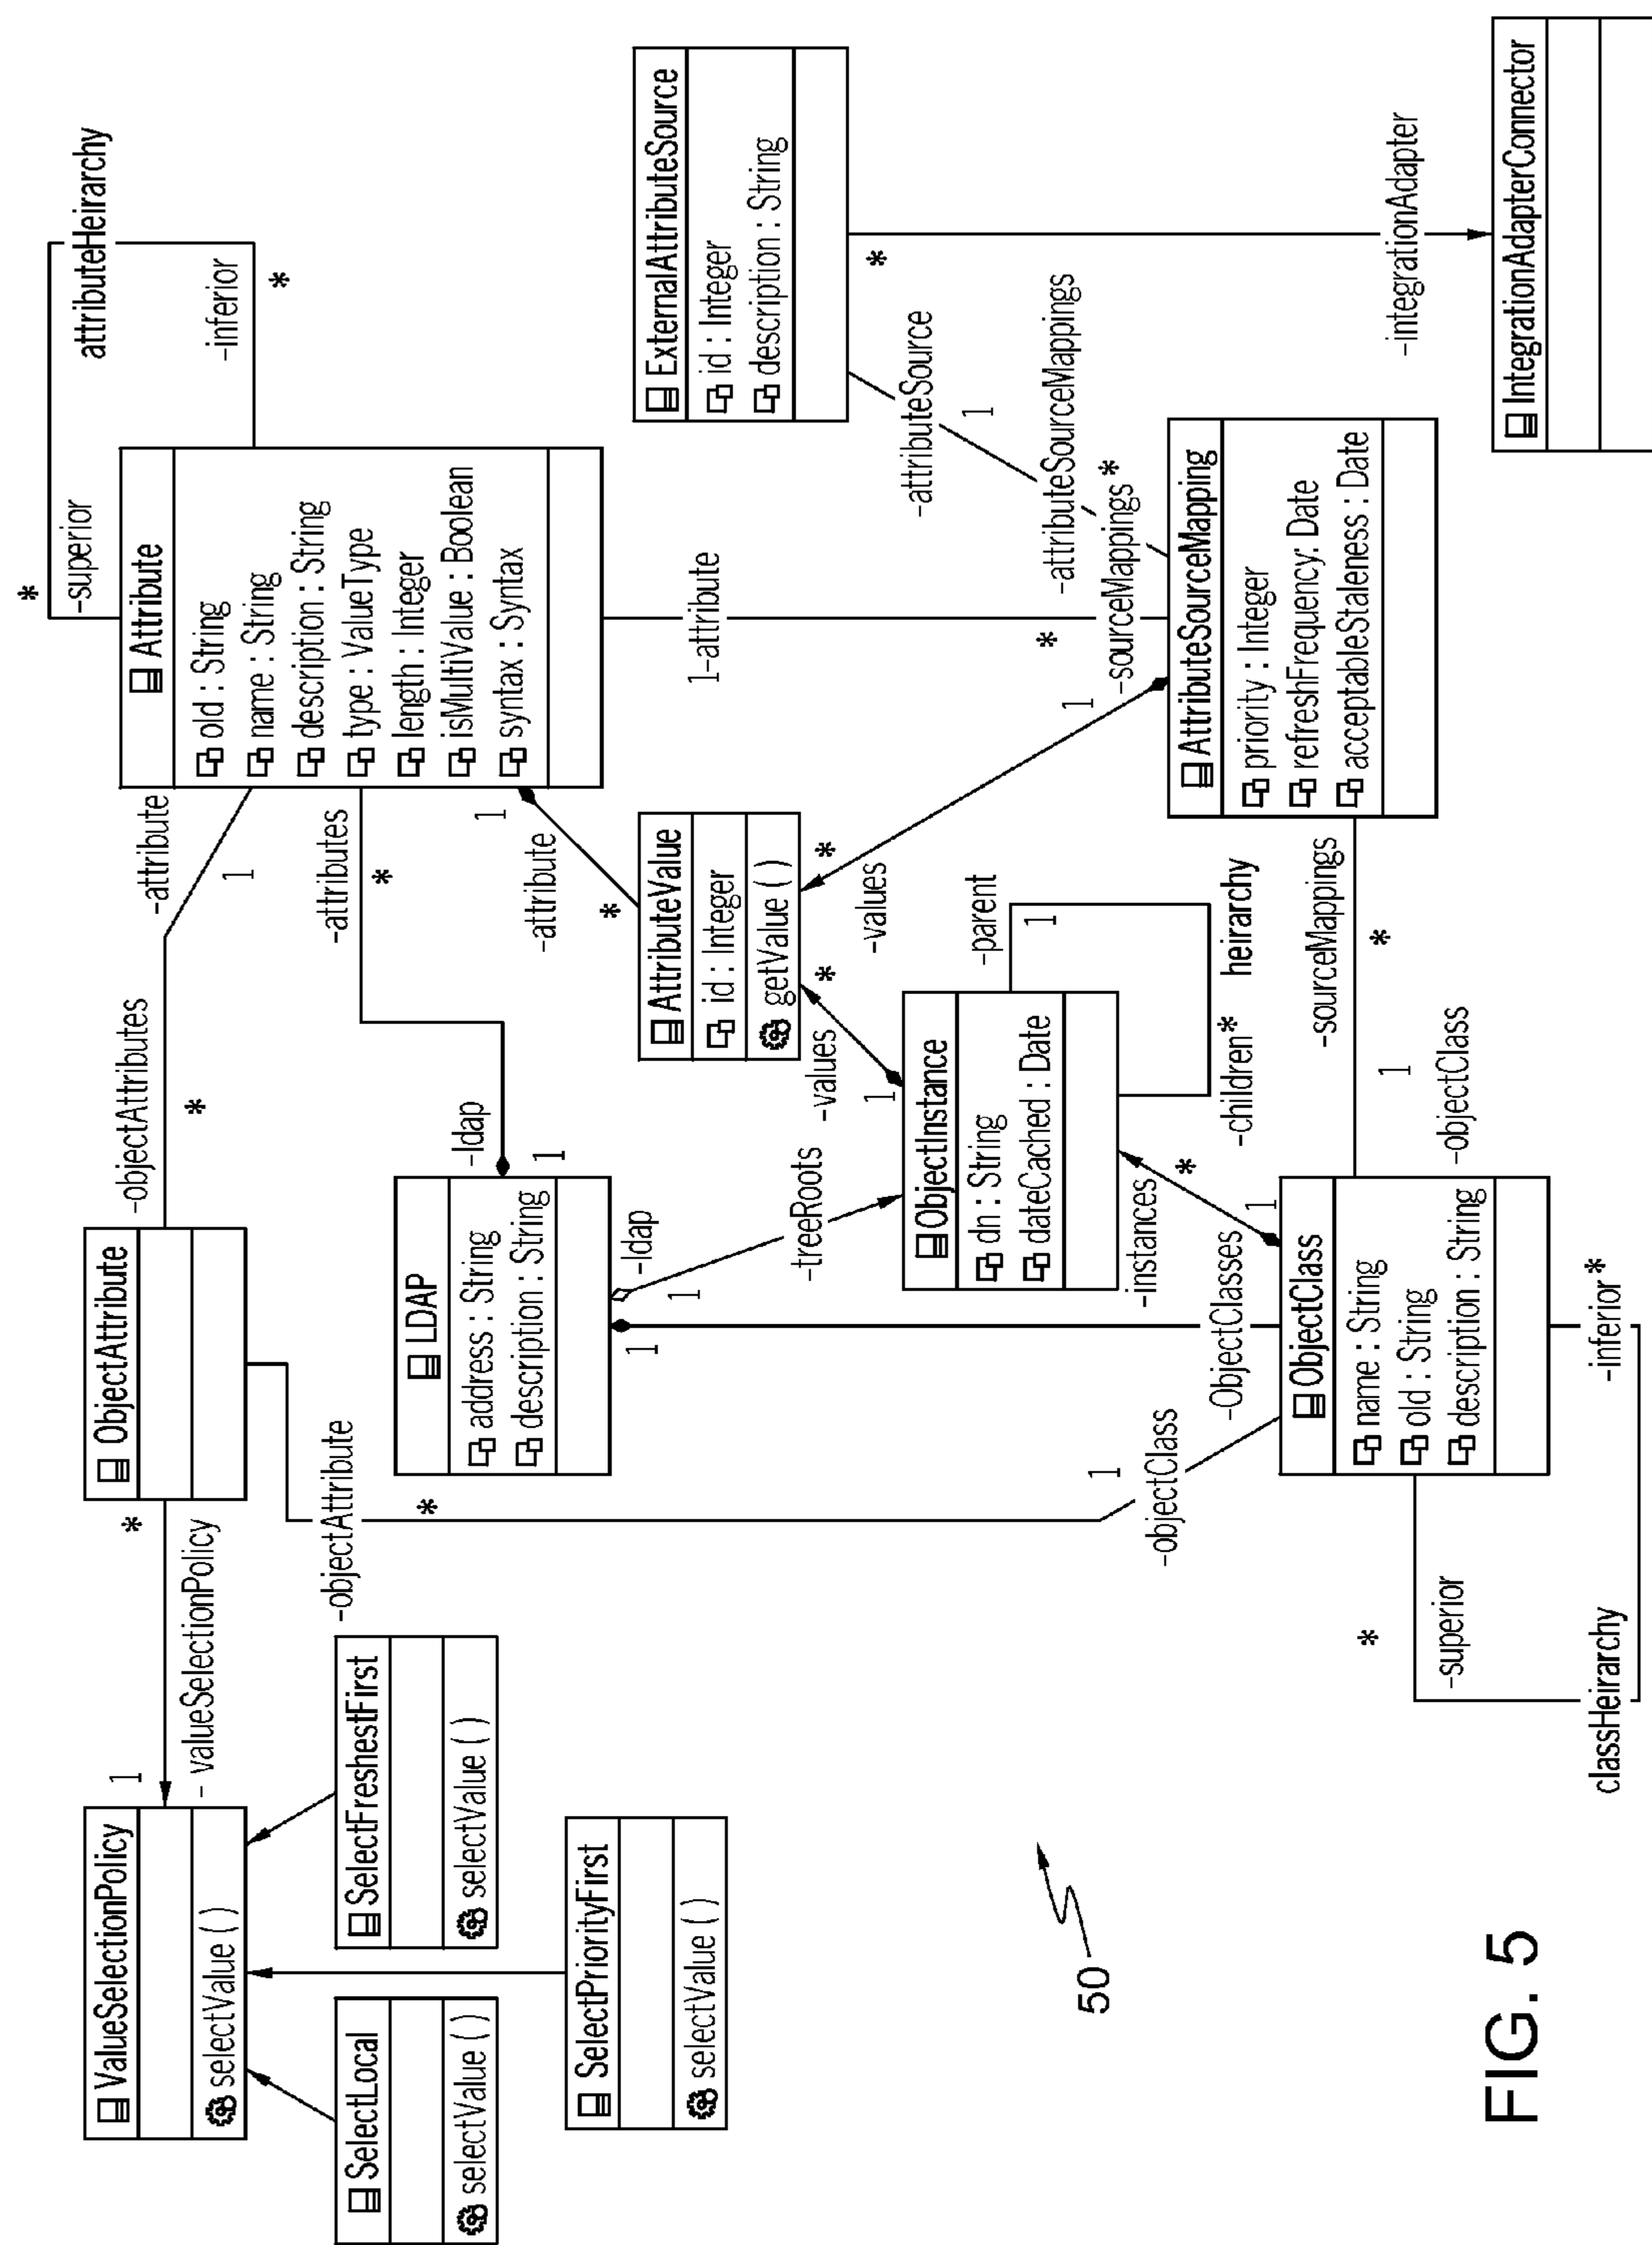 ValueSelectionPolicy
selectValue ( )
SelectLocal
selectValue ( )
SelectFreshestFirst
selectValue ( )
SelectPriorityFirst
selectValue ( )
1
- valueSelectionPolicy
*
ObjectAttribute
-objectAttributes
*
-attribute
1
-objectAttribute
*
1
-objectClass
LDAP
address : String
description : String
-ldap
1
-attributes
*
1
-ldap
-treeRoots
1
-ObjectClasses
Attribute
old : String
name : String
description : String
type : ValueType
length : Integer
isMultiValue : Boolean
syntax : Syntax
*
-superior
attributeHeirarchy
-inferior
*
1
-attribute
*
AttributeValue
id : Integer
getValue ( )
*
-values
*
-values
1
ObjectInstance
dn : String
dateCached : Date
-parent
1
-children*
heirarchy
-instances
*
1
ObjectClass
name : String
old : String
description : String
*
-superior
-inferior*
classHeirarchy
1
-objectClass
-sourceMappings
*
1-attribute
*
-sourceMappings
1
AttributeSourceMapping
priority : Integer
refreshFrequency: Date
acceptableStaleness : Date
-attributeSourceMappings
*
-attributeSource
1
ExternalAttributeSource
id : Integer
description : String
*
-integrationAdapter
IntegrationAdapterConnector
50
FIG. 5